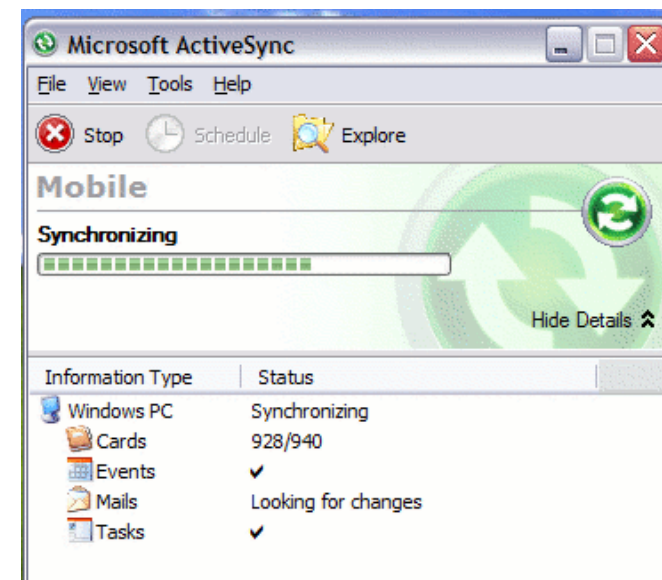 Microsoft ActiveSync
File View Tools Help
Stop Schedule Explore
Mobile
Synchronizing
Hide Details
Information Type Status
Windows PC Synchronizing
Cards 928/940
Events ✔
Mails Looking for changes
Tasks ✔